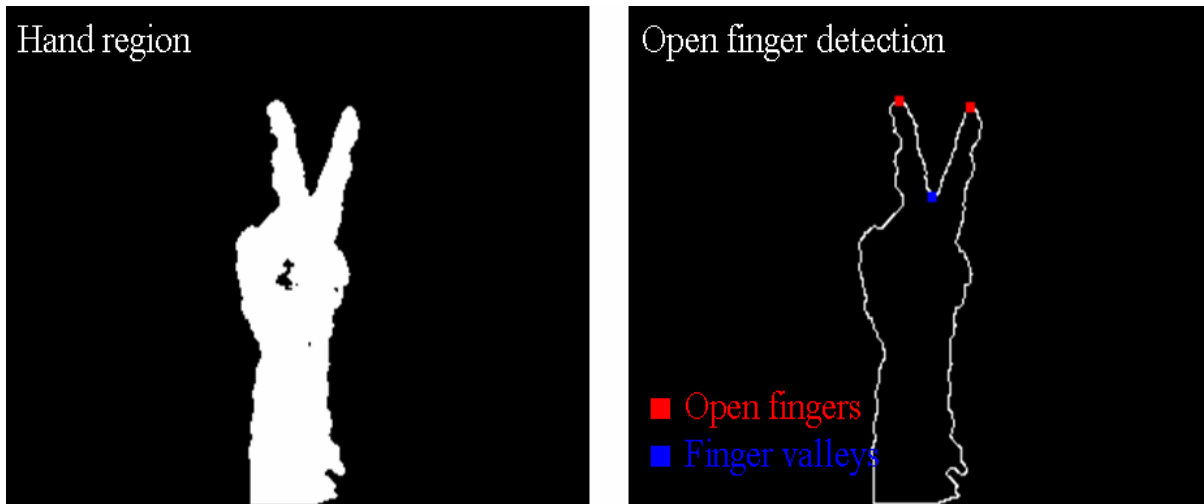 Hand region
Open finger detection
Open fingers
Finger valleys